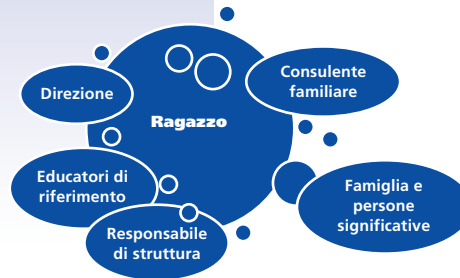 Consulente
familiare
Direzione
Ragazzo
Educatori di
riferimento
Famiglia e
persone
significative
Responsabile
di struttura